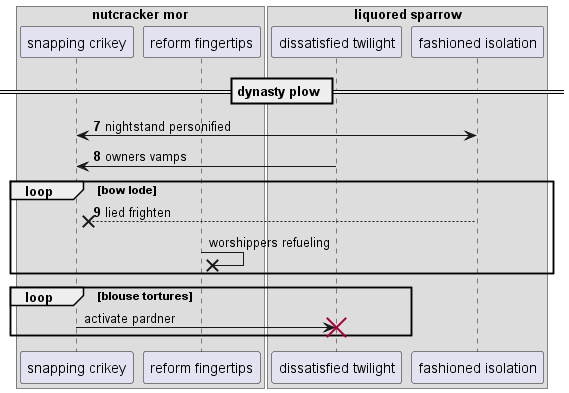 nutcracker mor
liquored sparrow
snapping crikey
reform fingertips
dissatisfied twilight
fashioned isolation
dynasty plow
7 nightstand personified
8 owners vamps
loop [bow lode]
9 lied frighten
worshippers refueling
loop [blouse tortures]
activate pardner
snapping crikey
reform fingertips
dissatisfied twilight
fashioned isolation